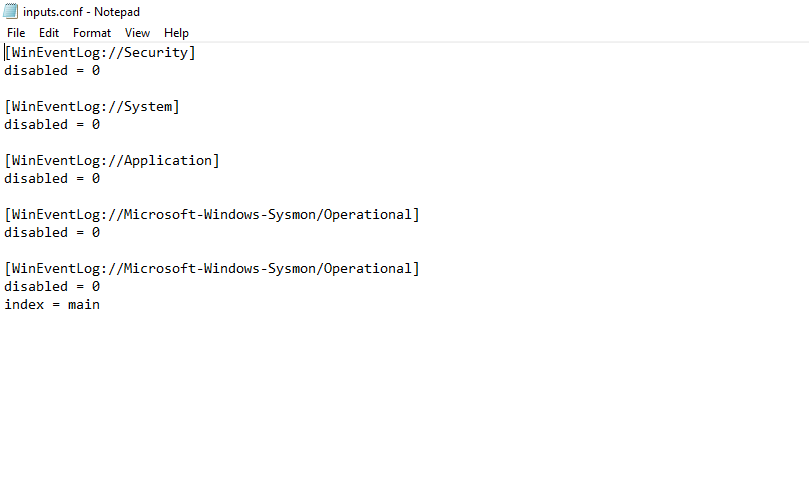 inputs.conf - Notepad
File Edit Format View Help
[WinEventLog://Security]
disabled = 0
[WinEventLog://System]
disabled = 0
[WinEventLog://Application]
disabled = 0
[WinEventLog://Microsoft-Windows-Sysmon/Operational]
disabled = 0
[WinEventLog://Microsoft-Windows-Sysmon/Operational]
disabled = 0
index = main